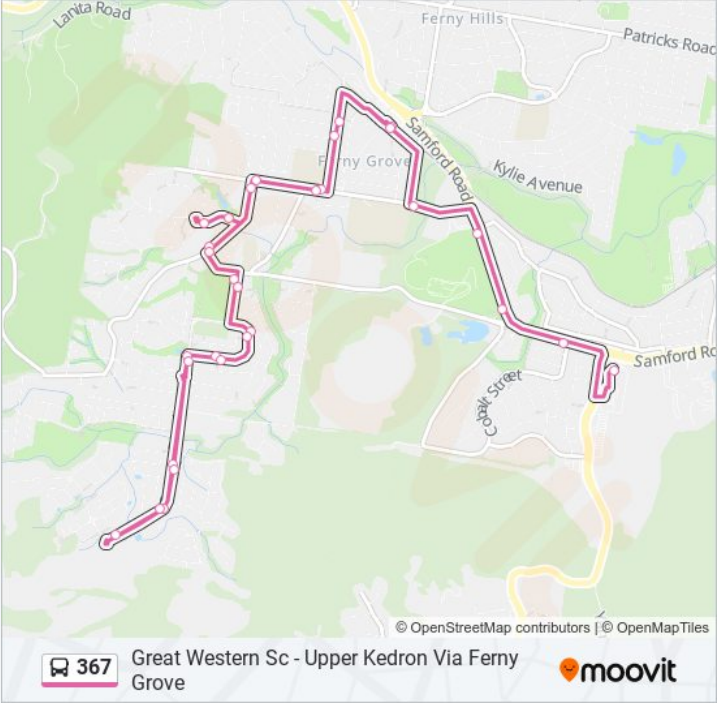 Lanita Road
Ferny Hills
Patricks Road
Samford Road
Ferny Grove
Kylie Avenue
Samford Ro
Cobalt Street
© OpenStreetMap contributors | © OpenMapTiles
367
Great Western Sc - Upper Kedron Via Ferny
Grove
moovit